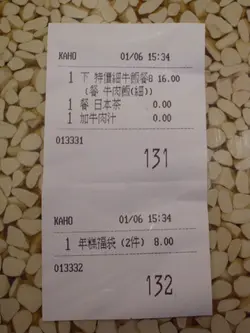 KAHO 01/06 15:34
1 下 特價細牛飯餐B 16.00
(餐 牛肉飯(細))
1 餐 日本茶 0.00
1 加牛肉汁 0.00
013331
131
KAHO 01/06 15:34
1 年糕福袋 (2件) 8.00
013332
132